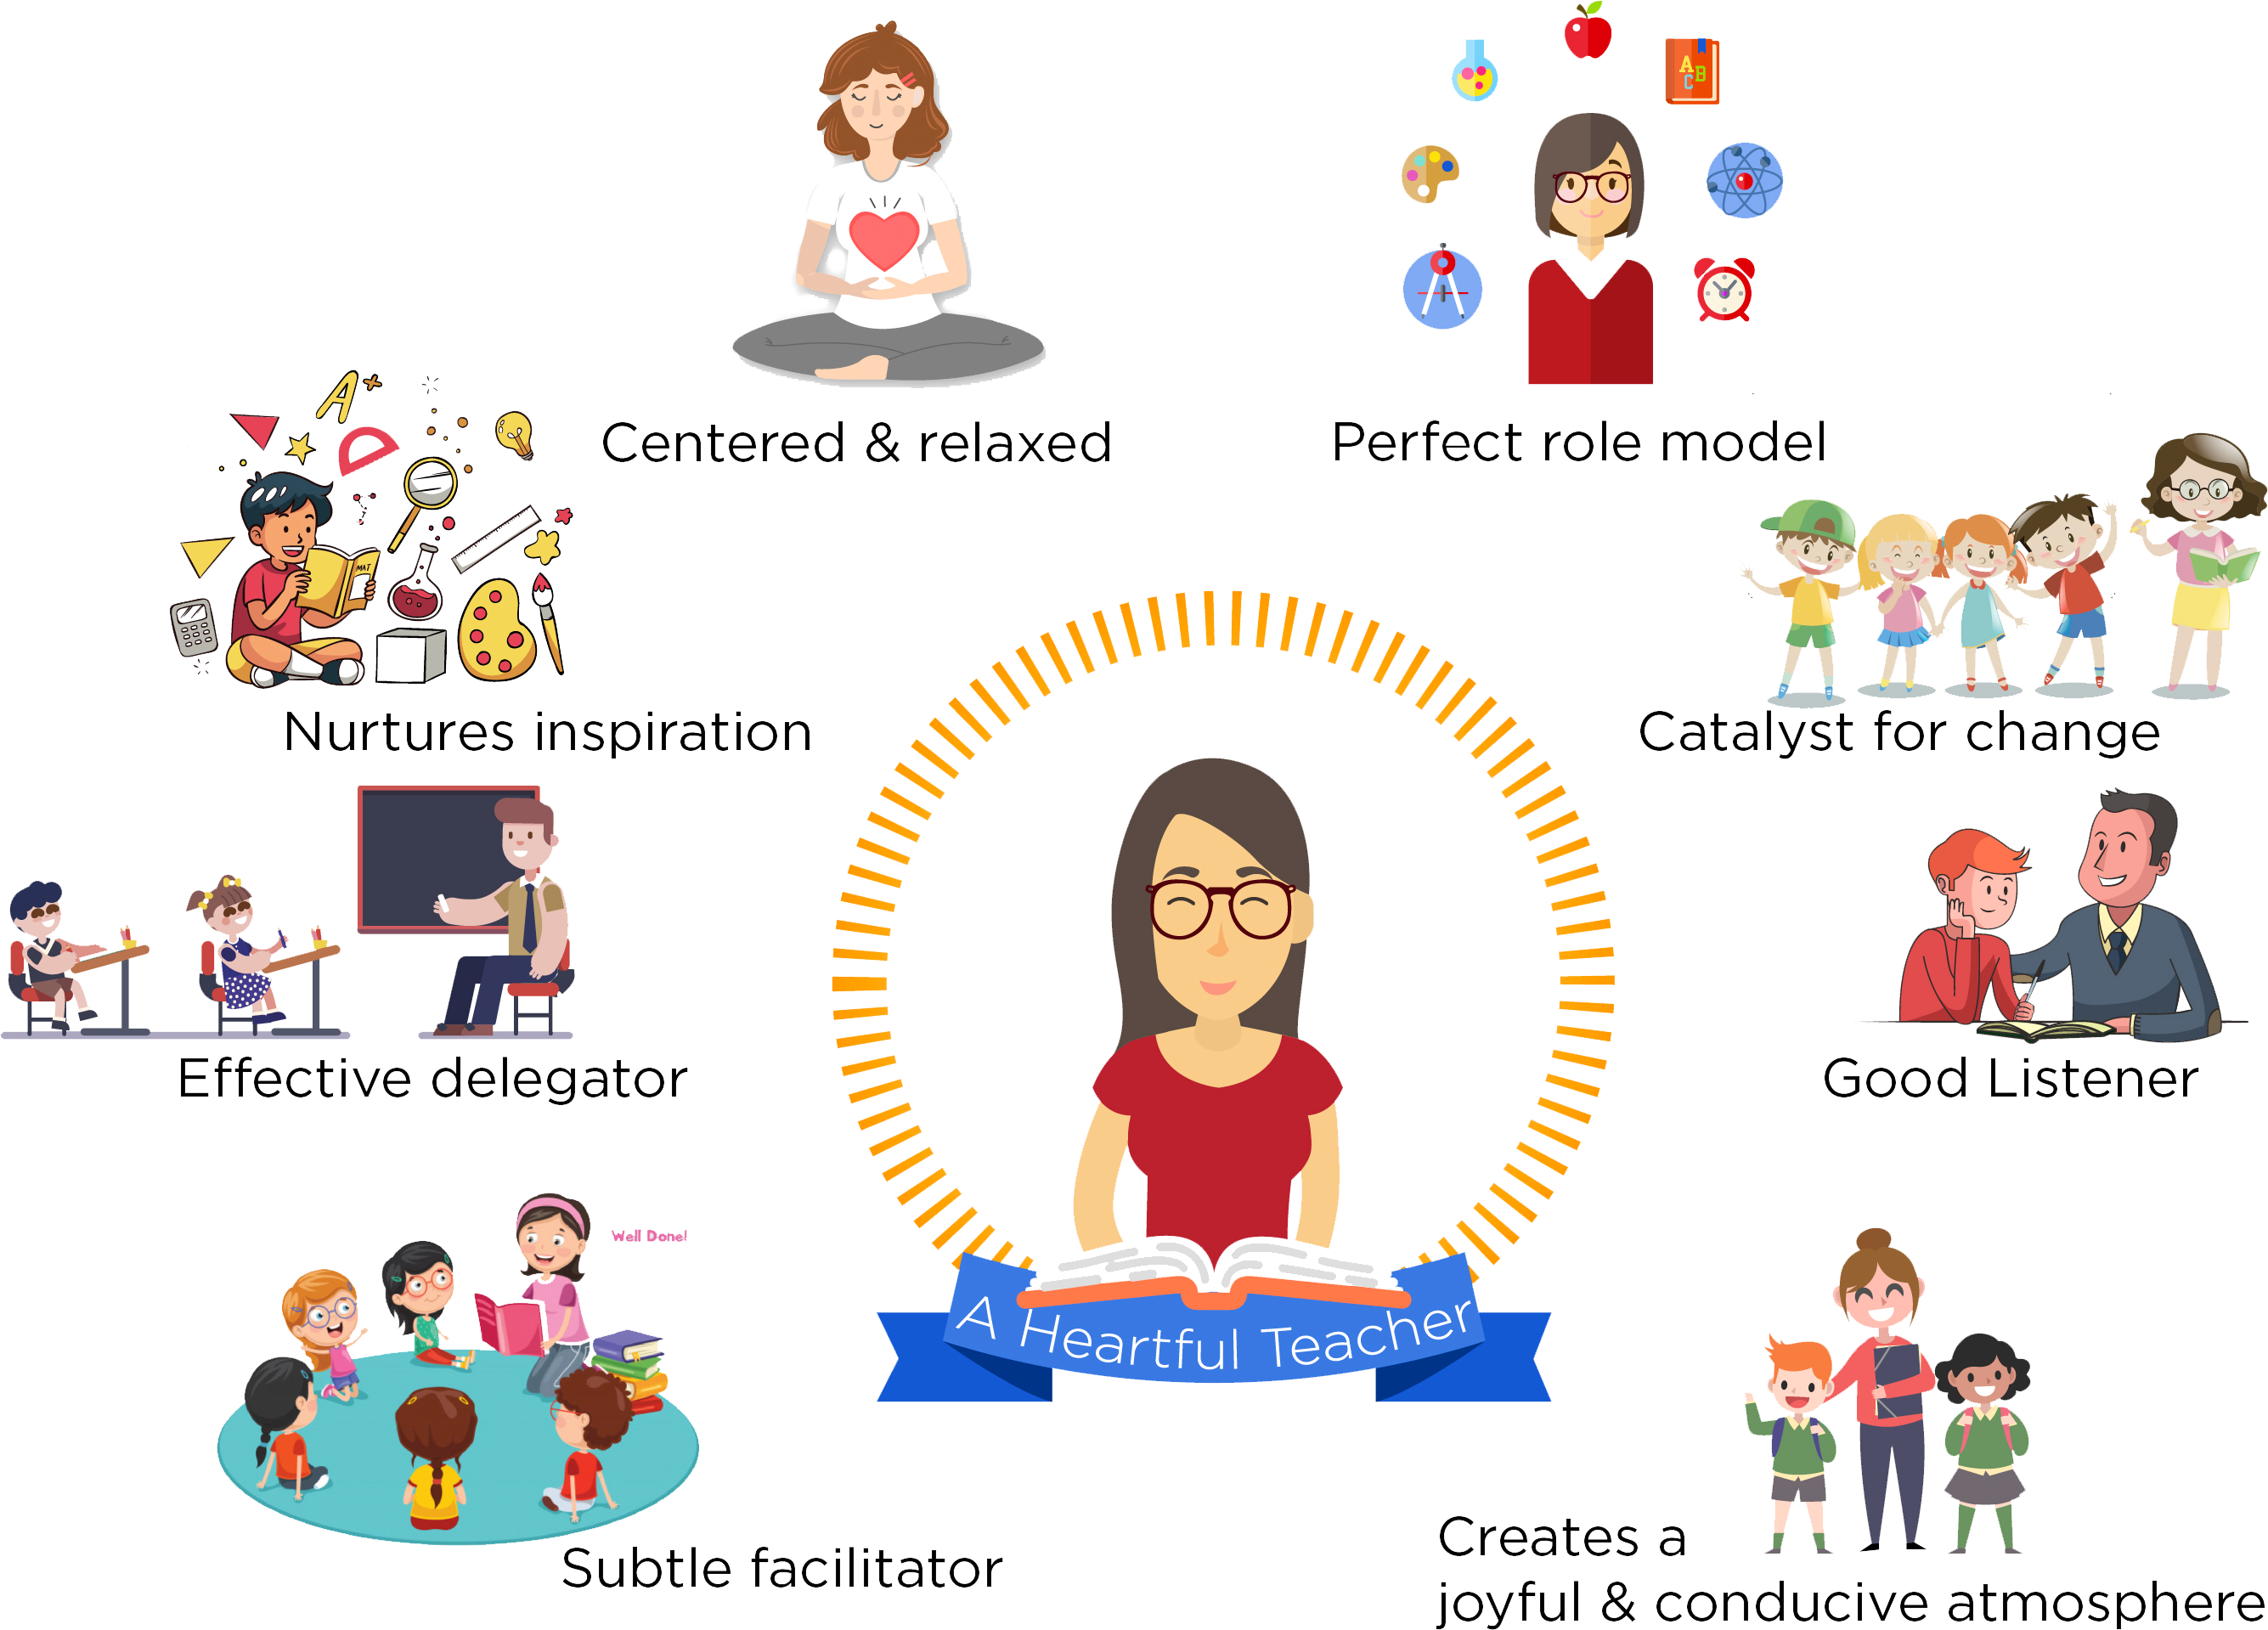 A B
C
Centered & relaxed
Perfect role model
A+
MAT
Nurtures inspiration
Catalyst for change
Effective delegator
Good Listener
Well Done!
A Heartful Teacher
Subtle facilitator
Creates a
joyful & conducive atmosphere